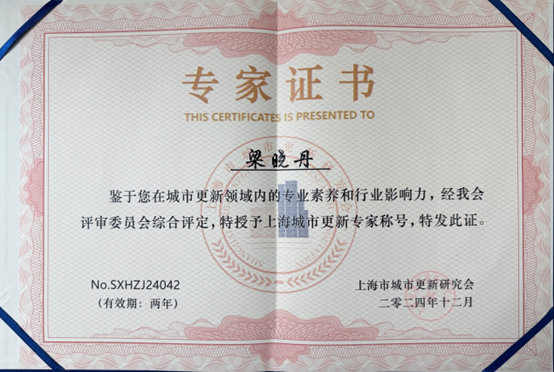 专家证书
THIS CERTIFICATES IS PRESENTED TO
梁晓丹
鉴于您在城市更新领域内的专业素养和行业影响力，经我会
评审委员会综合评定，特授予上海城市更新专家称号，特发此证。
No.SXHZJ24042
（有效期：两年）
上海市城市更新研究会
二零二四年十二月